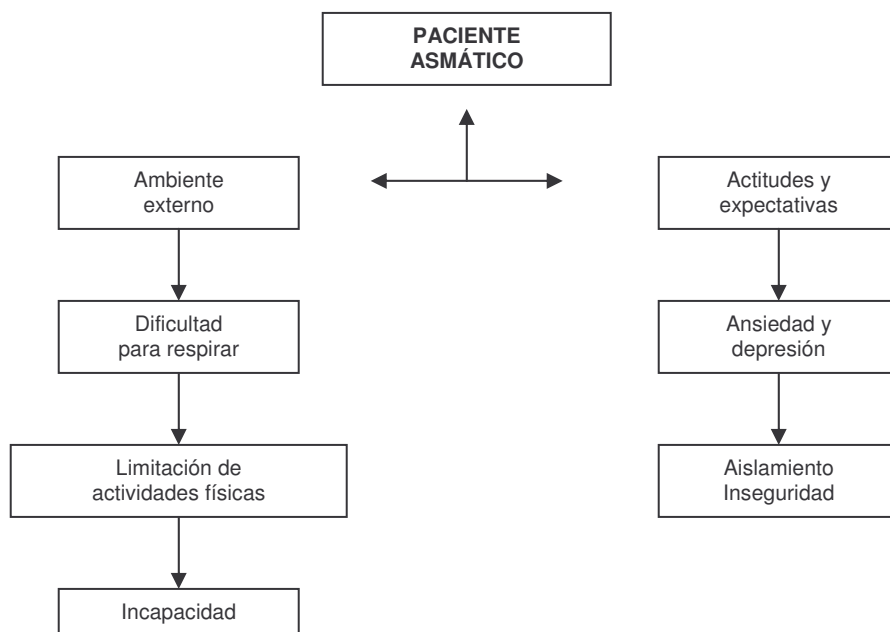 PACIENTE
ASMÁTICO
Ambiente
externo
Actitudes y
expectativas
Dificultad
para respirar
Ansiedad y
depresión
Limitación de
actividades físicas
Aislamiento
Inseguridad
Incapacidad